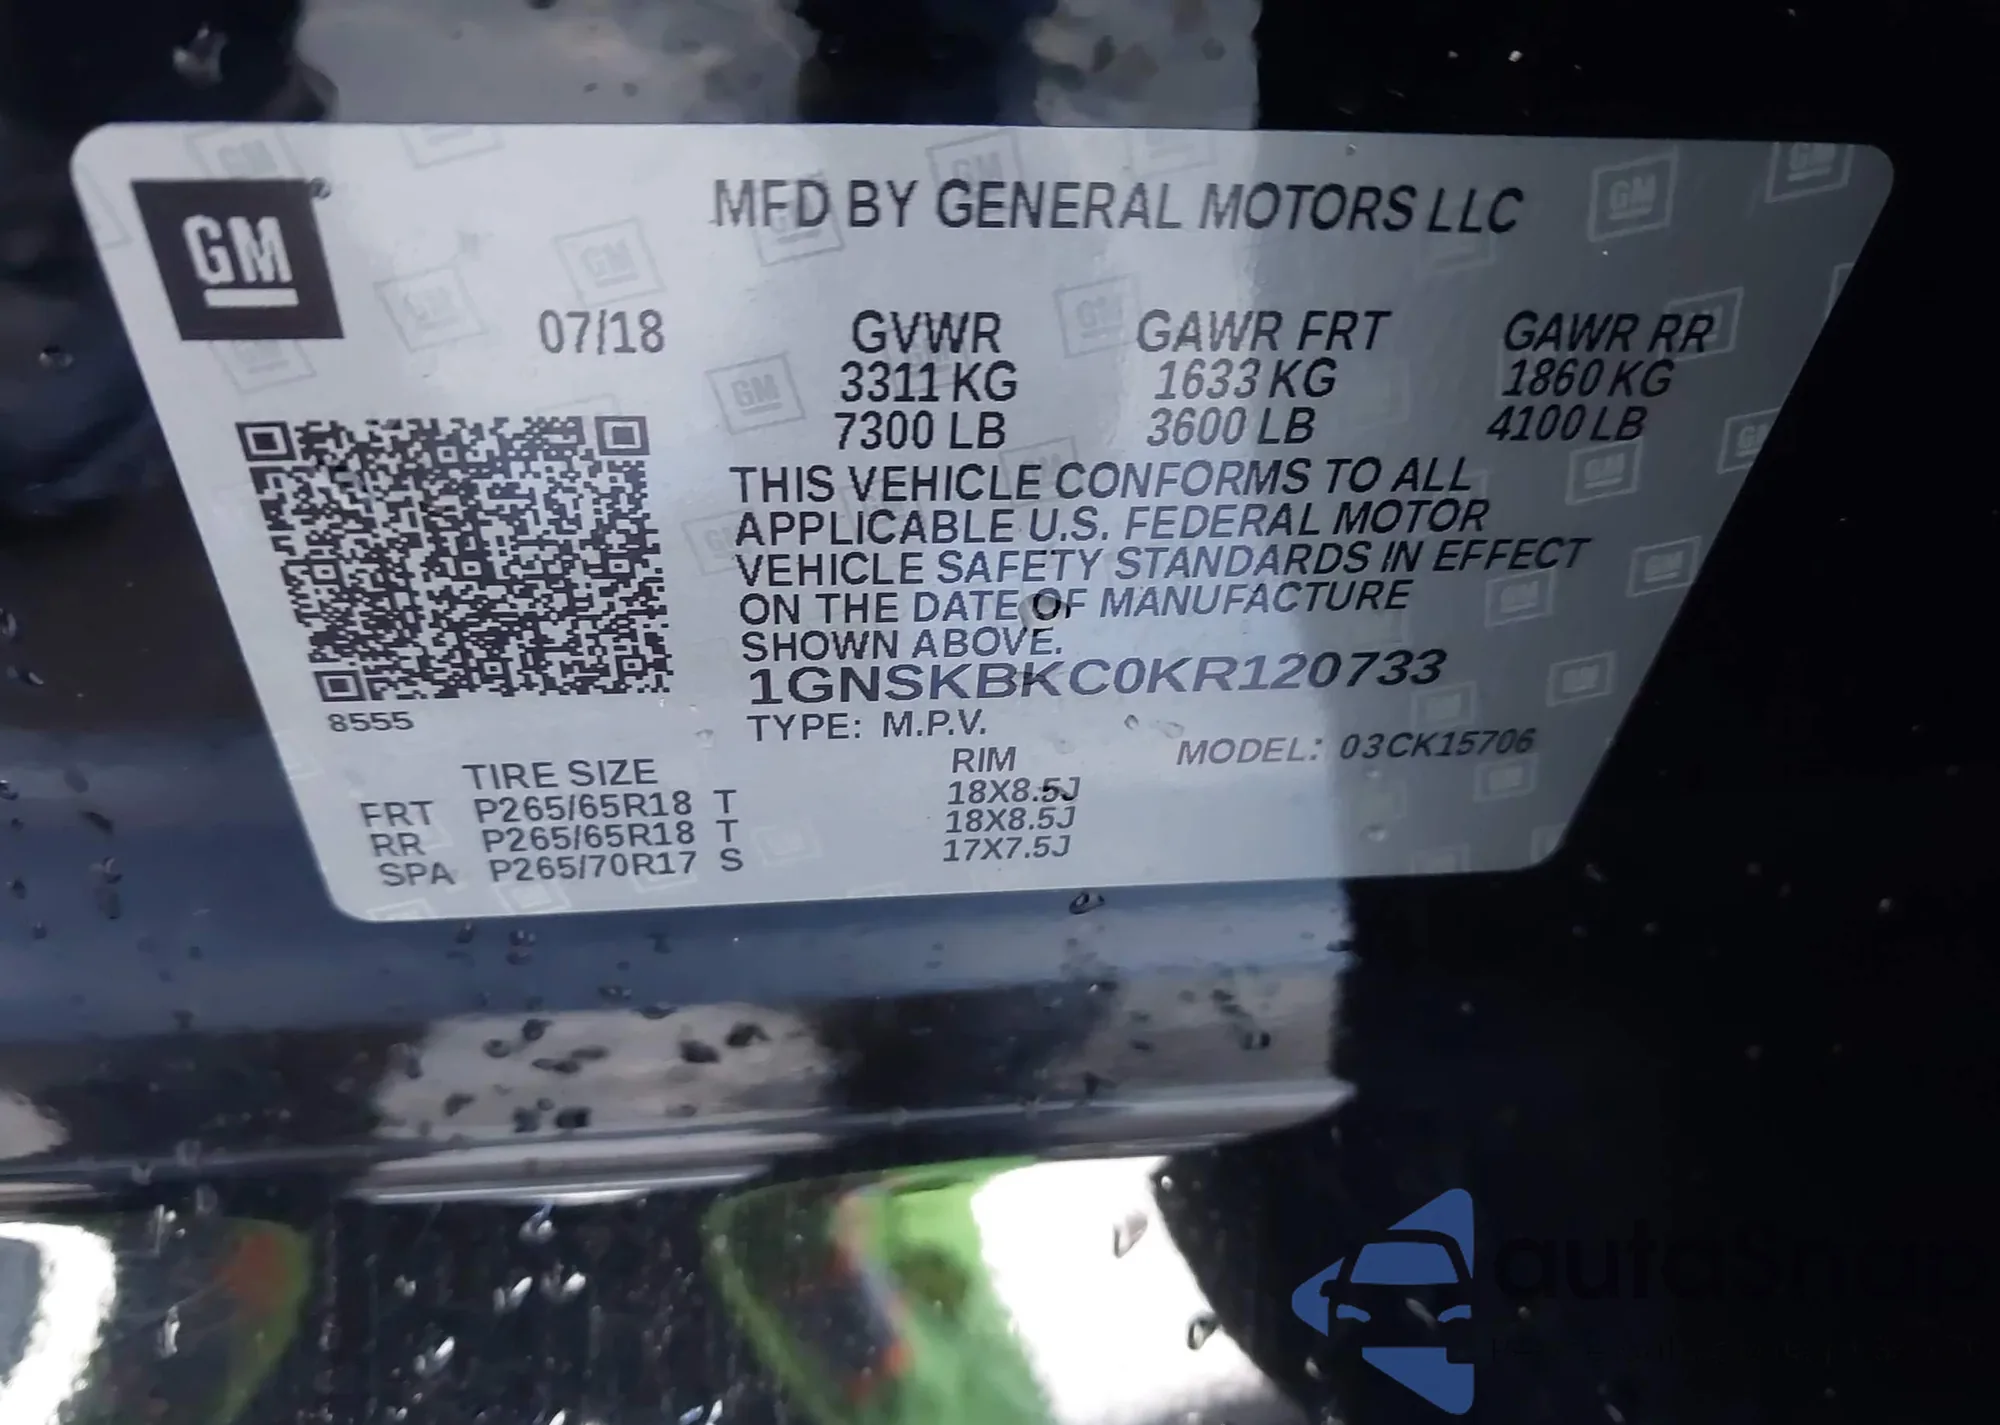 GM
MFD BY GENERAL MOTORS LLC
07/18
GVWR GAWR FRT GAWR RR
3311 KG 1633 KG 1860 KG
7300 LB 3600 LB 4100 LB
THIS VEHICLE CONFORMS TO ALL
APPLICABLE U.S. FEDERAL MOTOR
VEHICLE SAFETY STANDARDS IN EFFECT
ON THE DATE OF MANUFACTURE
SHOWN ABOVE.
1GNSKBKC0KR120733
8555
TYPE: M.P.V.
MODEL: 03CK15706
TIRE SIZE RIM
FRT P265/65R18 T 18X8.5J
RR P265/65R18 T 18X8.5J
SPA P265/70R17 S 17X7.5J